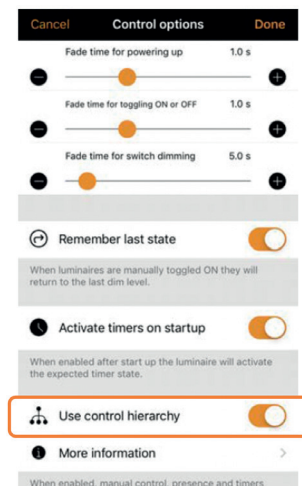 Cancel Control options Done
Fade time for powering up 1.0 s
Fade time for toggling ON or OFF 1.0 s
Fade time for switch dimming 5.0 s
Remember last state
When luminaires are manually toggled ON they will
return to the last dim level.
Activate timers on startup
When enabled after start up the luminaire will activate
the expected timer state.
Use control hierarchy
More information
When enabled, manual control, presence and timers